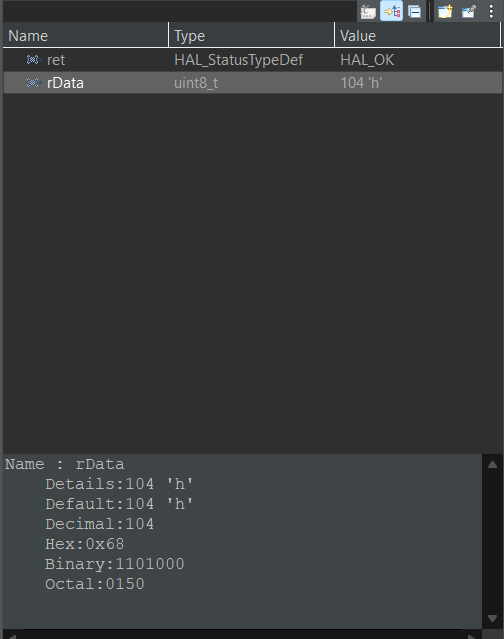 Name Type Value
ret HAL_StatusTypeDef HAL_OK
rData uint8_t 104 'h'
Name : rData
Details:104 'h'
Default:104 'h'
Decimal:104
Hex:0x68
Binary:1101000
Octal:0150